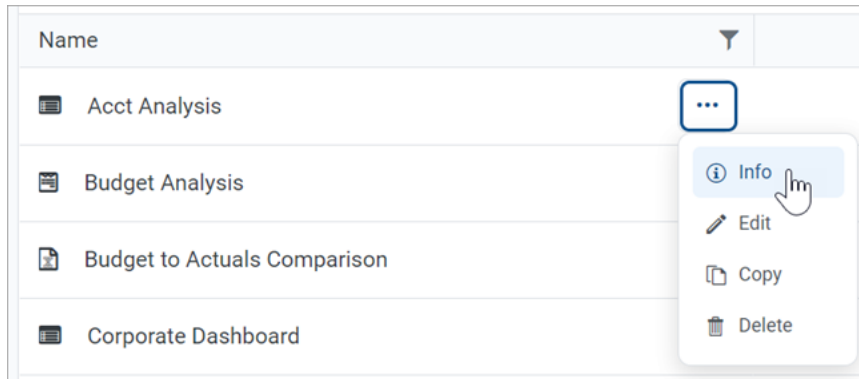 Name
Acct Analysis
Info
Budget Analysis
Edit
Budget to Actuals Comparison
Copy
Corporate Dashboard
Delete